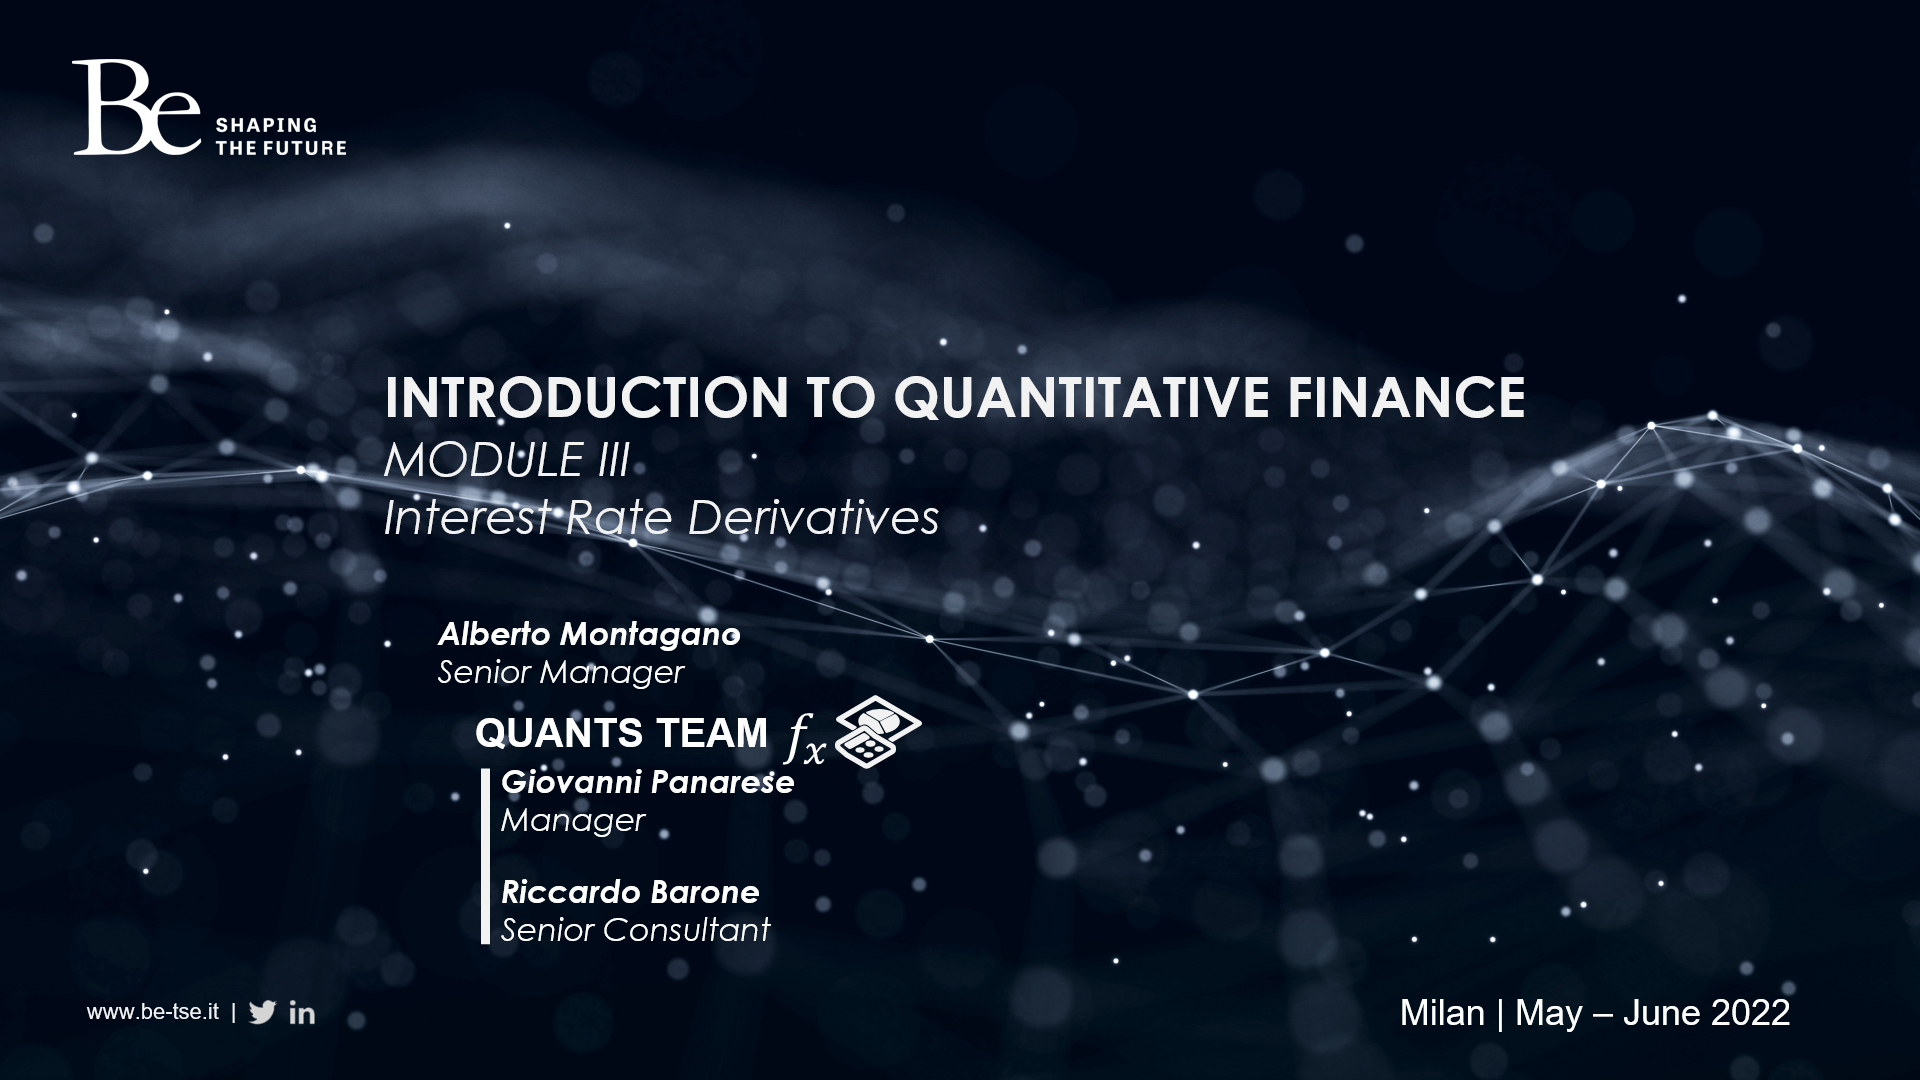 Be
SHAPING
THE FUTURE
INTRODUCTION TO QUANTITATIVE FINANCE
MODULE III
Interest Rate Derivatives
Alberto Montagano
Senior Manager
QUANTS TEAM fx
Giovanni Panarese
Manager
Riccardo Barone
Senior Consultant
www.be-tse.it | in
Milan | May – June 2022